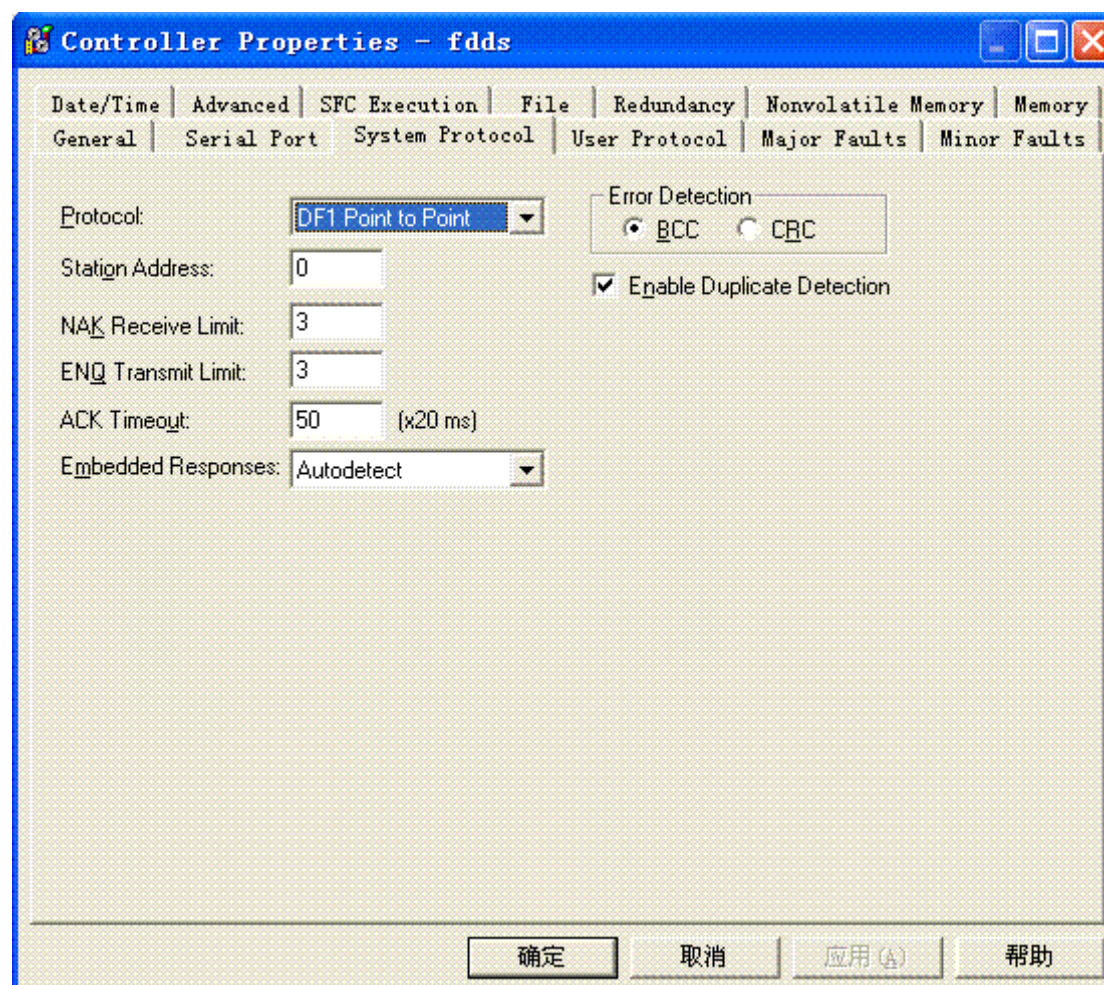 Controller Properties - fdds
Date/Time Advanced SFC Execution File Redundancy Nonvolatile Memory Memory
General Serial Port System Protocol User Protocol Major Faults Minor Faults
Protocol: DF1 Point to Point
Error Detection
BCC CRC
Station Address: 0
Enable Duplicate Detection
NAK Receive Limit: 3
ENQ Transmit Limit: 3
ACK Timeout: 50 (x20 ms)
Embedded Responses: Autodetect
确定 取消 应用(A) 帮助